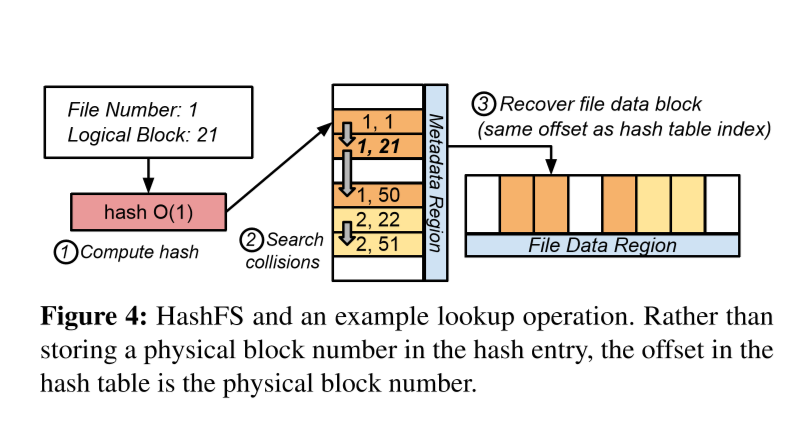 File Number: 1
Logical Block: 21
hash O(1)
1 Compute hash
2 Search
collisions
1, 1
1, 21
1, 50
2, 22
2, 51
Metadata Region
3 Recover file data block
(same offset as hash table index)
File Data Region
Figure 4: HashFS and an example lookup operation. Rather than
storing a physical block number in the hash entry, the offset in the
hash table is the physical block number.